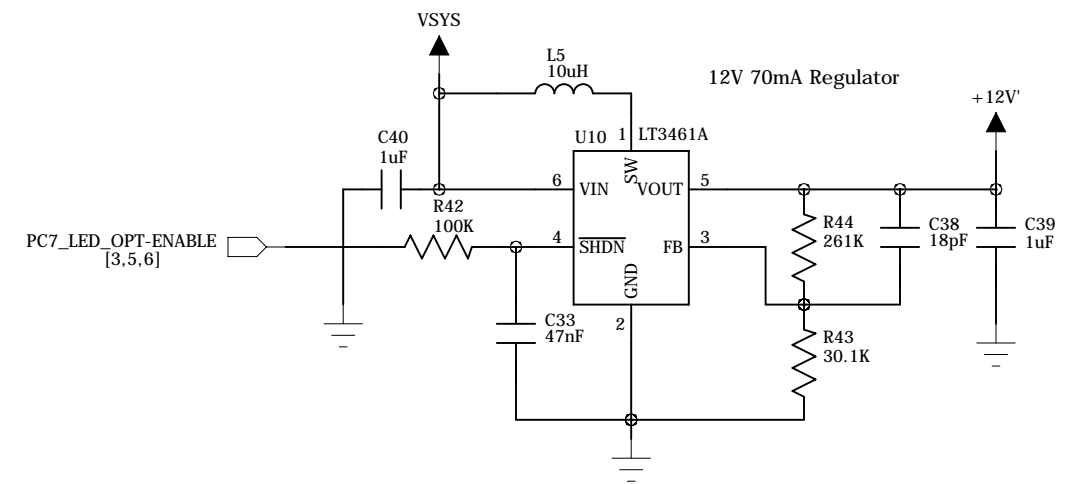 VSYS
L5
10uH
12V 70mA Regulator
+12V'
C40
1uF
U10
1
LT3461A
SW
6
VIN
VOUT
5
R42
100K
PC7_LED_OPT-ENABLE
[3,5,6]
4
SHDN
FB
3
R44
261K
C38
18pF
C39
1uF
GND
2
C33
47nF
R43
30.1K